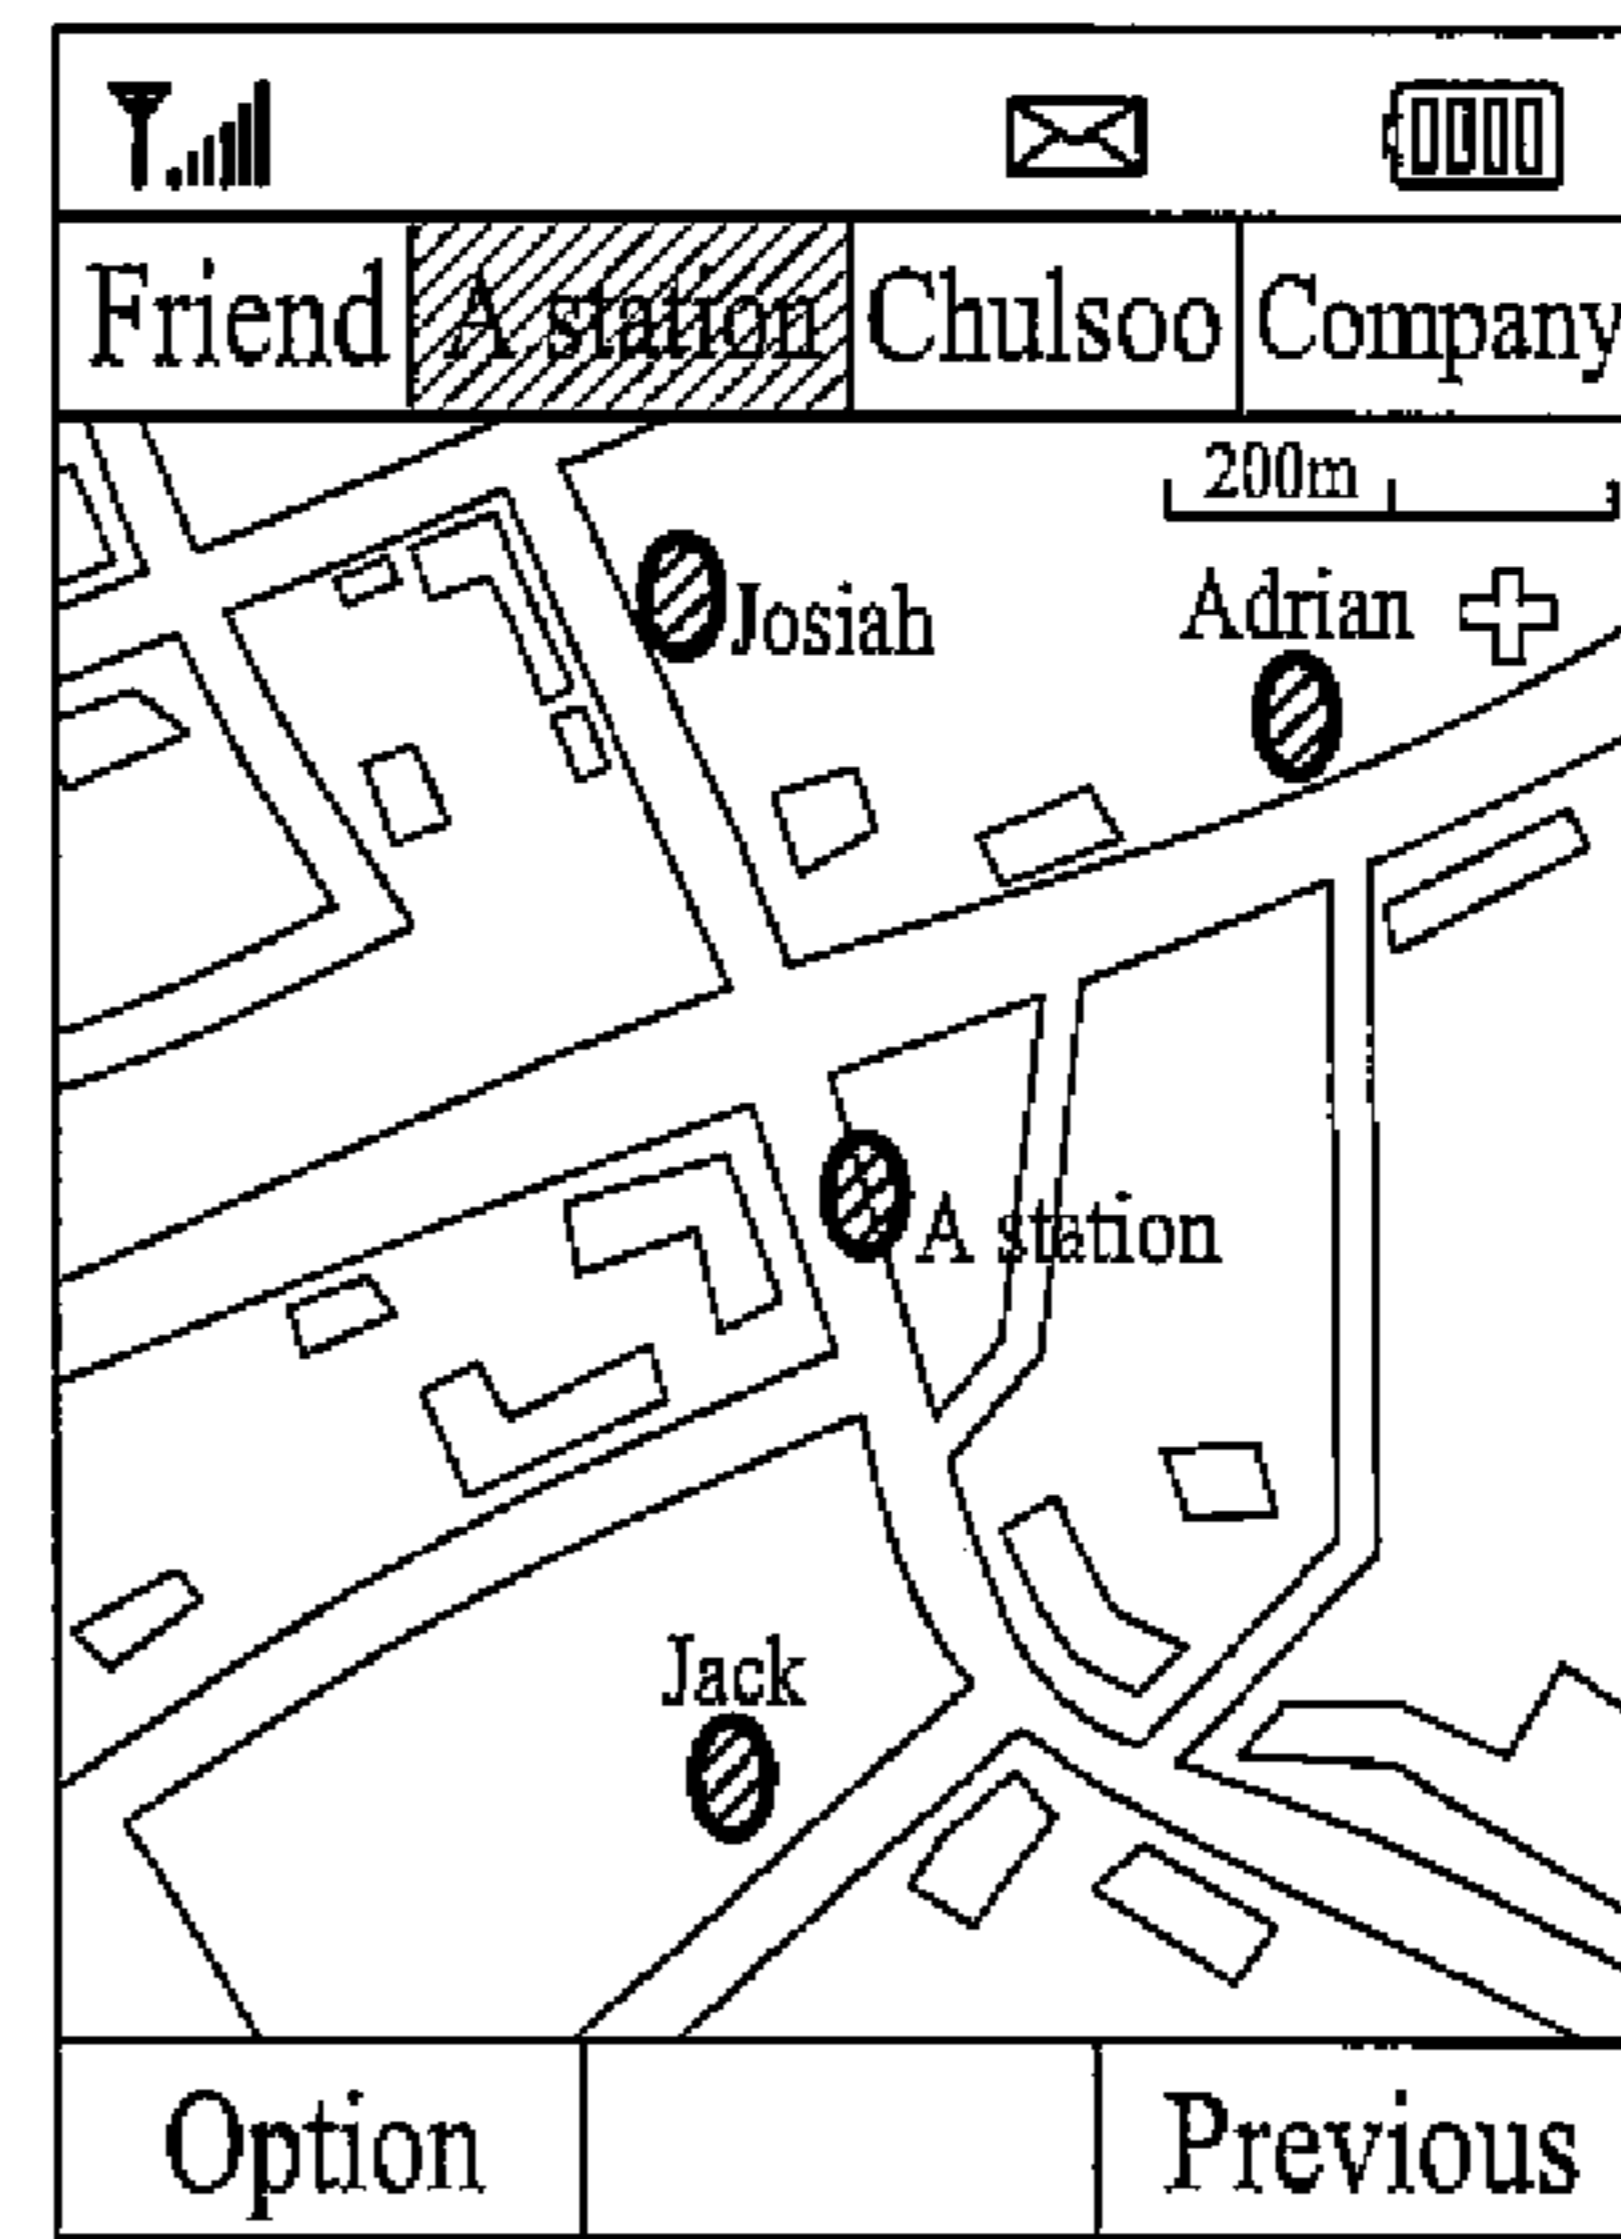 Friend A station Chulsoo Company
200m
Adrian
Josiah
A station
Jack
Option Previous